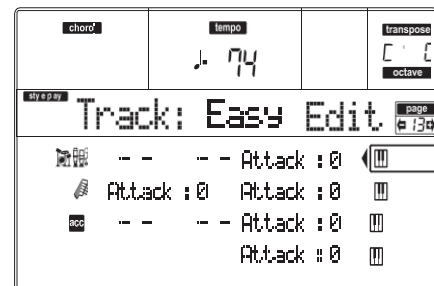 chord tempo transpose
74
octave
style play
Track: Easy Edit page
13
-- -- Attack :0
Attack :0 Attack :0
acc -- -- Attack :0
Attack :0